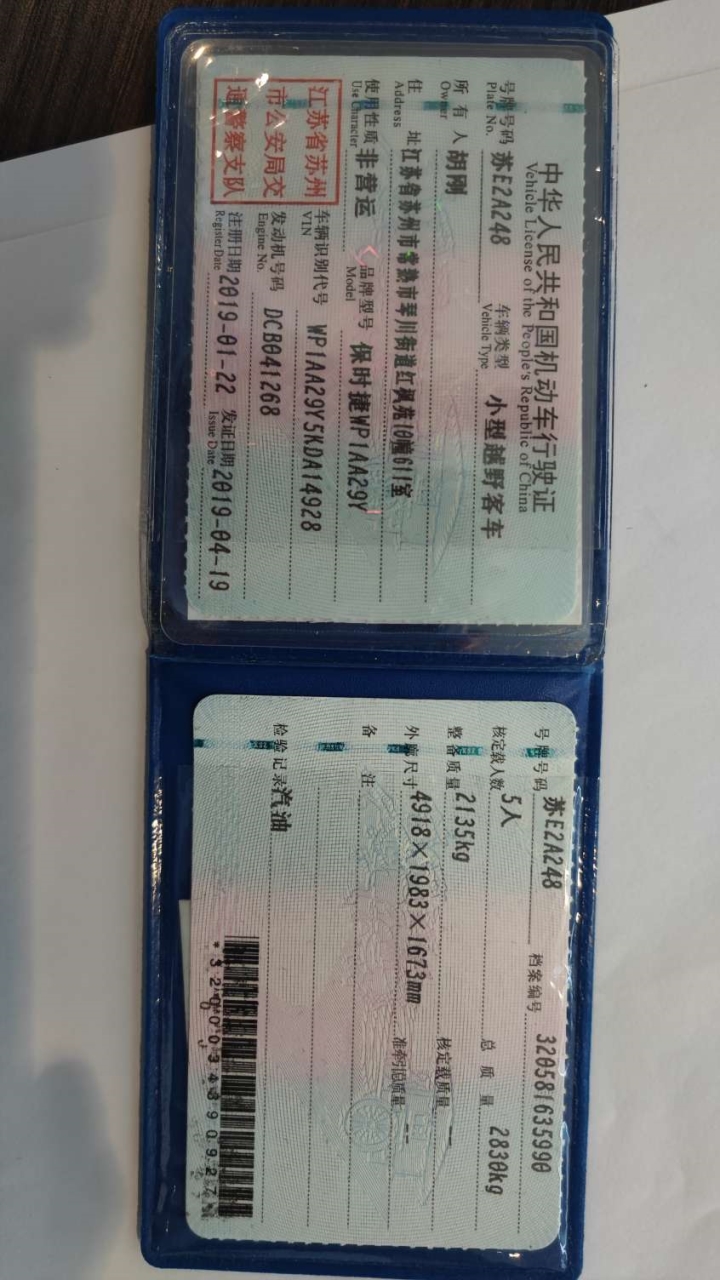 中华人民共和国机动车行驶证
Vehicle License of the People's Republic of China
号牌号码 苏E2A248 车辆类型 小型越野客车
Plate No. Vehicle Type
所有人 胡刚
Owner
住址 江苏省苏州市常熟市琴川街道红枫苑10幢611室
Address
使用性质 非营运 品牌型号 保时捷WP1AA29Y
Use Character Model
江苏省苏州
市公安局交
通警察支队
车辆识别代号 WP1AA29Y5KDA14928
VIN
发动机号码 DCB041268
Engine No.
注册日期 2019-01-22 发证日期 2019-04-19
Register Date Issue Date
号牌号码 苏E2A248 档案编号 320581635990
核定载人数 5人 总质量 2830kg
整备质量 2135kg 核定载质量 --
外廓尺寸 4918×1983×1673mm 准牵引总质量 --
备注
检验记录 汽油
*3200034890927